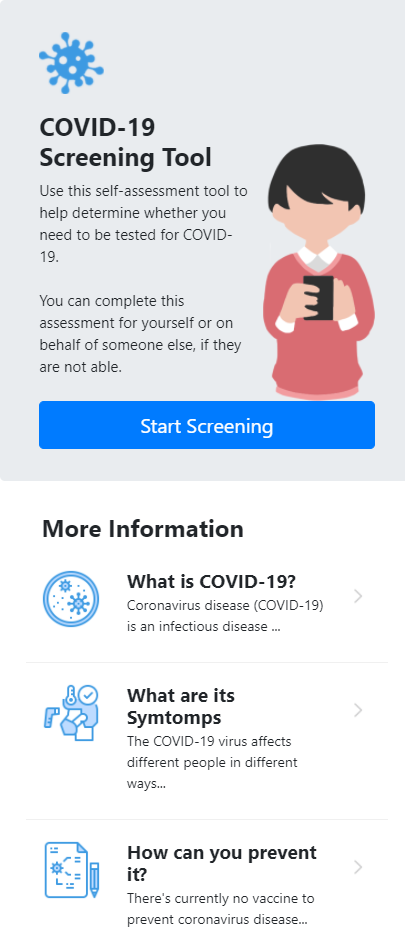 COVID-19
Screening Tool
Use this self-assessment tool to
help determine whether you
need to be tested for COVID-
19.
You can complete this
assessment for yourself or on
behalf of someone else, if they
are not able.
Start Screening
More Information
What is COVID-19?
Coronavirus disease (COVID-19)
is an infectious disease ...
What are its
Symtomps
The COVID-19 virus affects
different people in different
ways...
How can you prevent
it?
There's currently no vaccine to
prevent coronavirus disease...